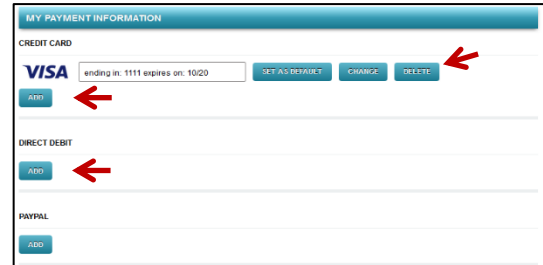 MY PAYMENT INFORMATION
CREDIT CARD
VISA ending in: 1111 expires on: 10/20 SET AS DEFAULT CHANGE DELETE
ADD
DIRECT DEBIT
ADD
PAYPAL
ADD